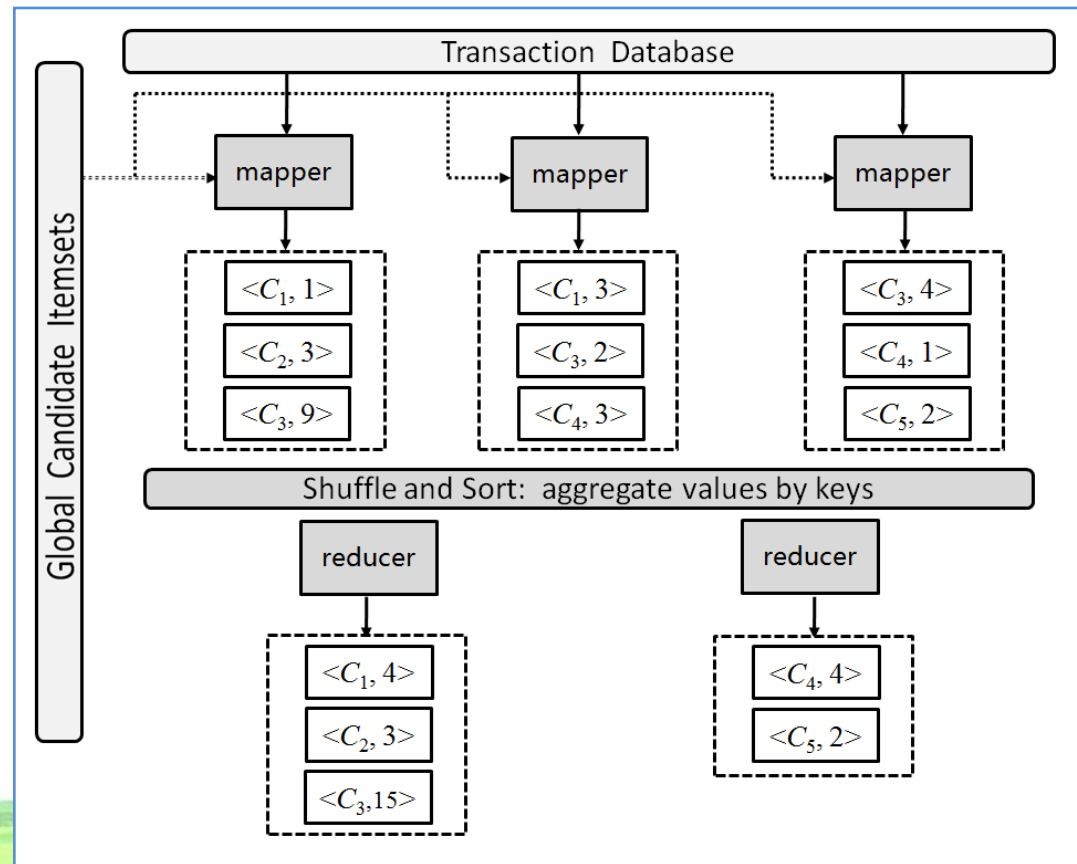 Transaction Database
Global Candidate Itemsets
mapper
mapper
mapper
<C₁, 1>
<C₂, 3>
<C₃, 9>
<C₁, 3>
<C₃, 2>
<C₄, 3>
<C₃, 4>
<C₄, 1>
<C₅, 2>
Shuffle and Sort: aggregate values by keys
reducer
reducer
<C₁, 4>
<C₂, 3>
<C₃,15>
<C₄, 4>
<C₅, 2>